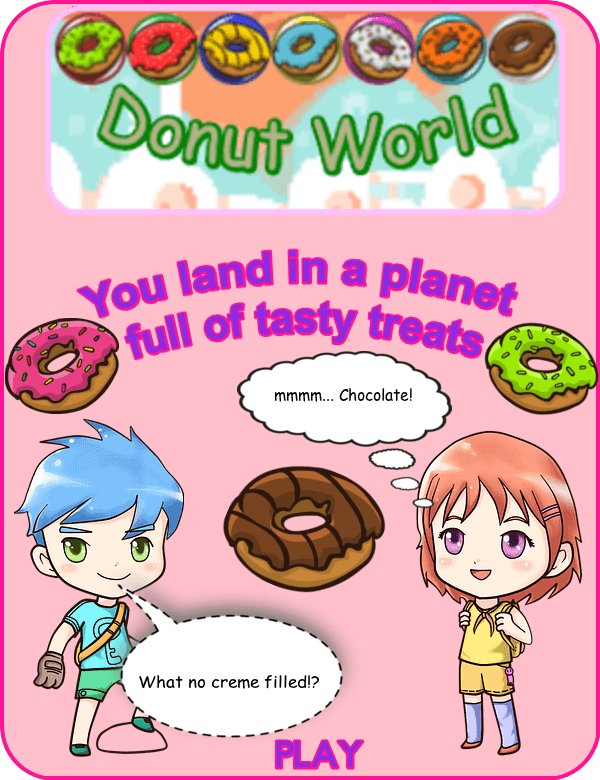 Donut World
You land in a planet
full of tasty treats
mmmm... Chocolate!
What no creme filled!?
PLAY